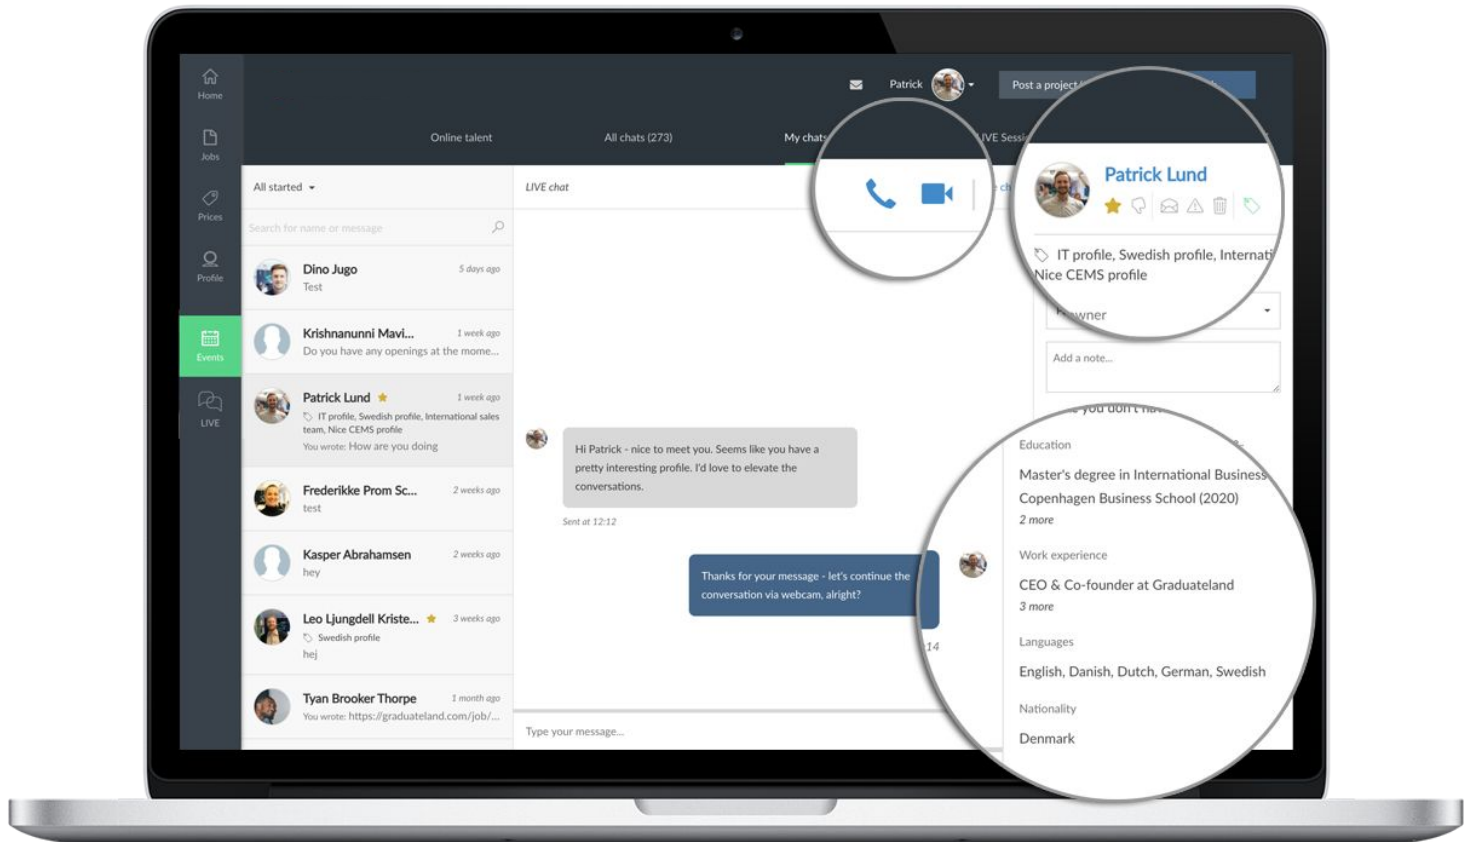 Home
Jobs
Prices
Profile
Events
LIVE
Patrick
Post a project
Online talent
All chats (273)
My chats
LIVE
All started
Search for name or message
Dino Jugo
5 days ago
Test
Krishnanunni Mavi...
1 week ago
Do you have any openings at the mome...
Patrick Lund
1 week ago
IT profile, Swedish profile, International sales
team, Nice CEMS profile
You wrote: How are you doing
Frederikke Prom Sc...
2 weeks ago
test
Kasper Abrahamsen
2 weeks ago
hey
Leo Ljungdell Kriste...
3 weeks ago
Swedish profile
hej
Tyan Brooker Thorpe
1 month ago
You wrote: https://graduateland.com/job/...
LIVE chat
Hi Patrick - nice to meet you. Seems like you have a
pretty interesting profile. I'd love to elevate the
conversations.
Sent at 12:12
Thanks for your message - let's continue the
conversation via webcam, alright?
:14
Type your message...
Patrick Lund
IT profile, Swedish profile, Internati
Nice CEMS profile
owner
Add a note...
you don't
Education
Master's degree in International Business
Copenhagen Business School (2020)
2 more
Work experience
CEO & Co-founder at Graduateland
3 more
Languages
English, Danish, Dutch, German, Swedish
Nationality
Denmark